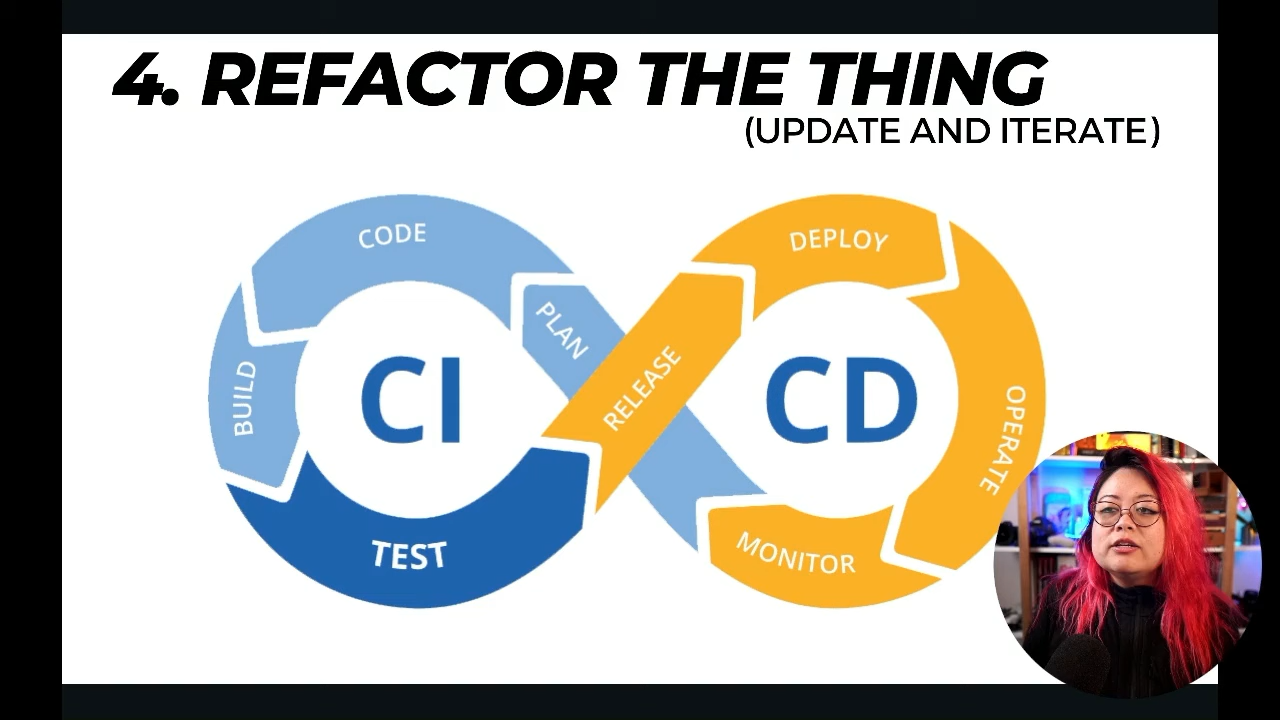 4. REFACTOR THE THING
(UPDATE AND ITERATE)
CODE
DEPLOY
PLAN
RELEASE
BUILD
CI
CD
OPERATE
TEST
MONITOR